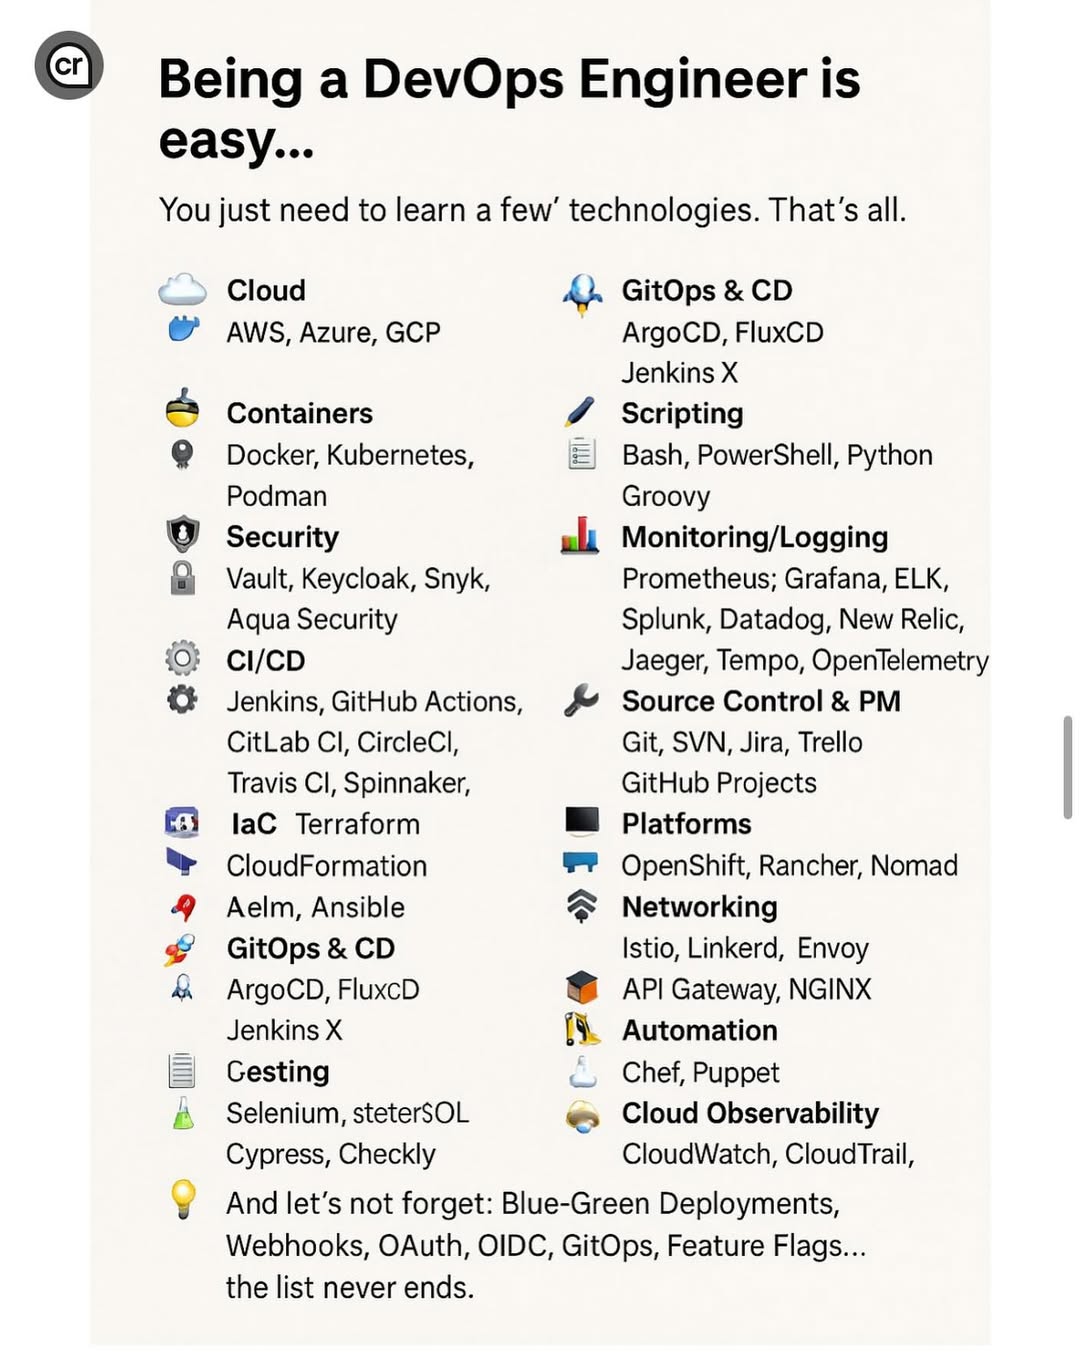 cr
Being a DevOps Engineer is
easy...
You just need to learn a few’ technologies. That’s all.
Cloud
AWS, Azure, GCP
Containers
Docker, Kubernetes,
Podman
Security
Vault, Keycloak, Snyk,
Aqua Security
CI/CD
Jenkins, GitHub Actions,
CitLab CI, CircleCl,
Travis CI, Spinnaker,
IaC Terraform
CloudFormation
Aelm, Ansible
GitOps & CD
ArgoCD, FluxcD
Jenkins X
Gesting
Selenium, steterSOL
Cypress, Checkly
GitOps & CD
ArgoCD, FluxCD
Jenkins X
Scripting
Bash, PowerShell, Python
Groovy
Monitoring/Logging
Prometheus; Grafana, ELK,
Splunk, Datadog, New Relic,
Jaeger, Tempo, OpenTelemetry
Source Control & PM
Git, SVN, Jira, Trello
GitHub Projects
Platforms
OpenShift, Rancher, Nomad
Networking
Istio, Linkerd, Envoy
API Gateway, NGINX
Automation
Chef, Puppet
Cloud Observability
CloudWatch, CloudTrail,
And let’s not forget: Blue-Green Deployments,
Webhooks, OAuth, OIDC, GitOps, Feature Flags...
the list never ends.